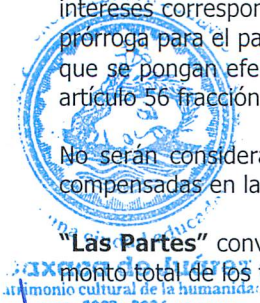 intereses correspon
prórroga para el pa
que se pongan efe
artículo 56 fracción
No serán considera
compensadas en la
"Las Partes" conv
monto total de los